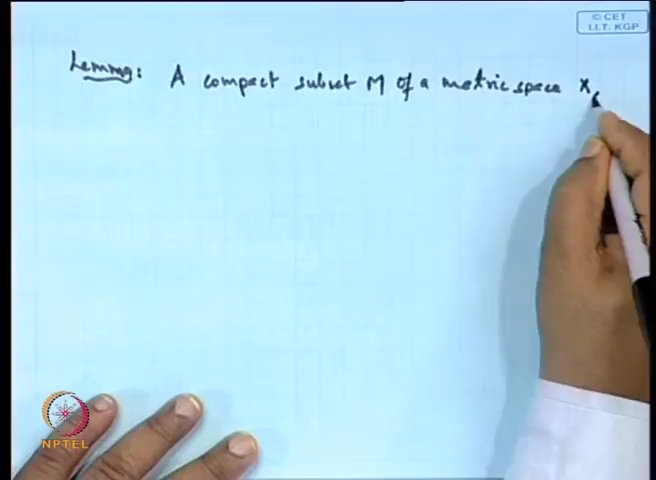 © CET
I.I.T. KGP
Lemma: A compact subset M of a metric space X
NPTEL